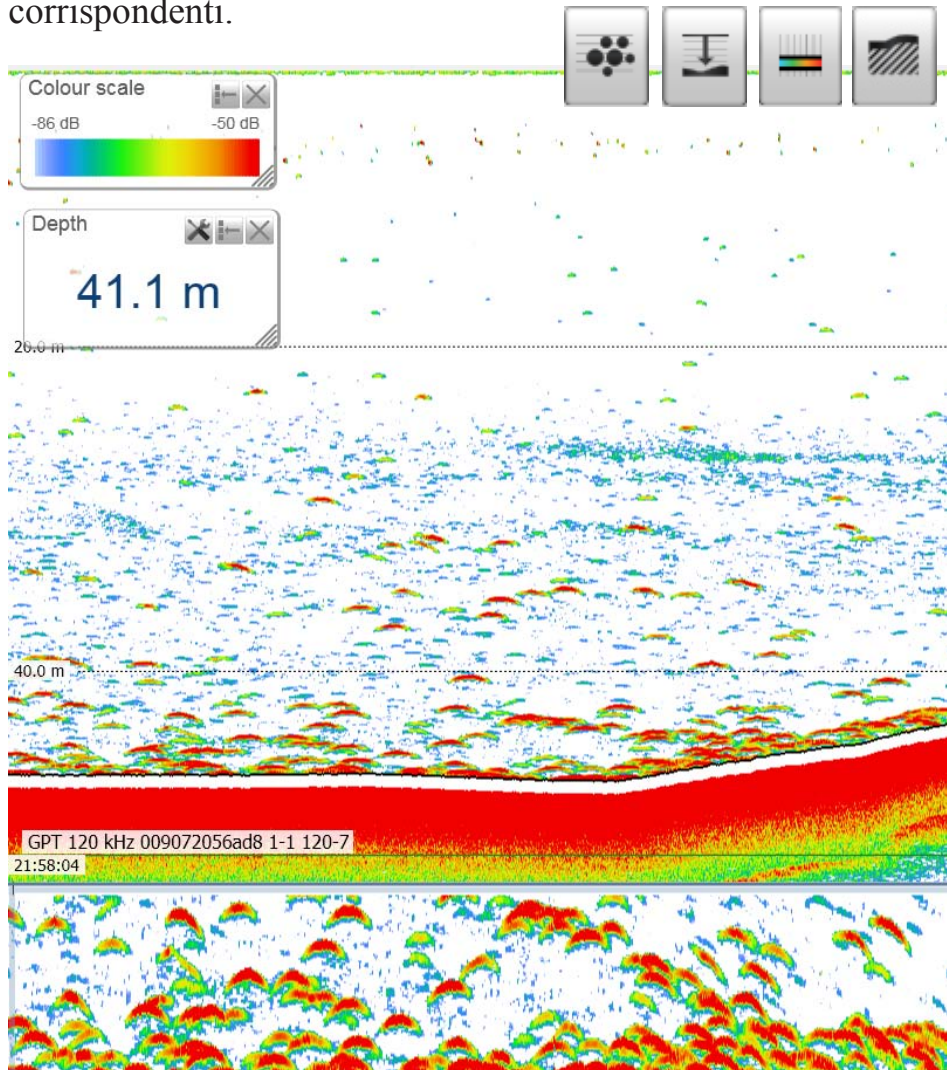 corrispondenti.
Colour scale
-86 dB
-50 dB
Depth
41.1 m
20.0 m
40.0 m
GPT 120 kHz 009072056ad8 1-1 120-7
21:58:04